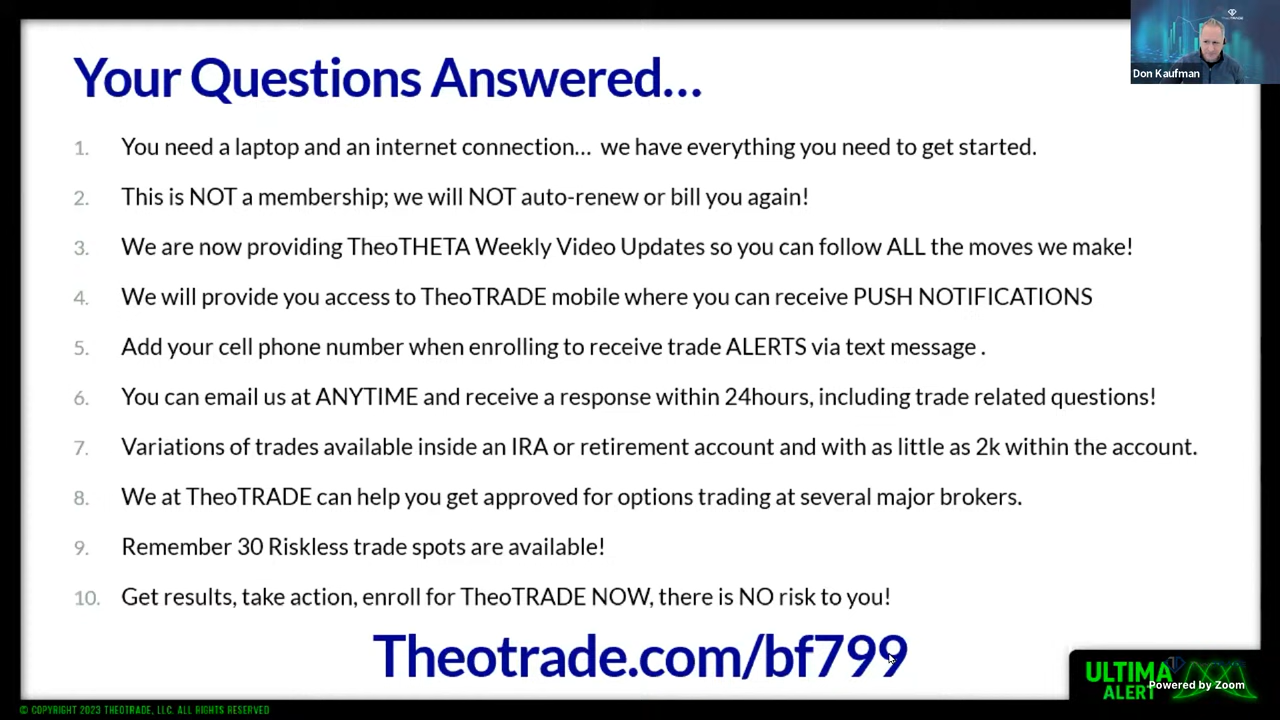 Don Kaufman
Your Questions Answered...
1. You need a laptop and an internet connection... we have everything you need to get started.
2. This is NOT a membership; we will NOT auto-renew or bill you again!
3. We are now providing TheoTHETA Weekly Video Updates so you can follow ALL the moves we make!
4. We will provide you access to TheoTRADE mobile where you can receive PUSH NOTIFICATIONS
5. Add your cell phone number when enrolling to receive trade ALERTS via text message .
6. You can email us at ANYTIME and receive a response within 24hours, including trade related questions!
7. Variations of trades available inside an IRA or retirement account and with as little as 2k within the account.
8. We at TheoTRADE can help you get approved for options trading at several major brokers.
9. Remember 30 Riskless trade spots are available!
10. Get results, take action, enroll for TheoTRADE NOW, there is NO risk to you!
Theotrade.com/bf799
ULTIMA
ALERT
Powered by Zoom
© COPYRIGHT 2023 THEOTRADE, LLC. ALL RIGHTS RESERVED